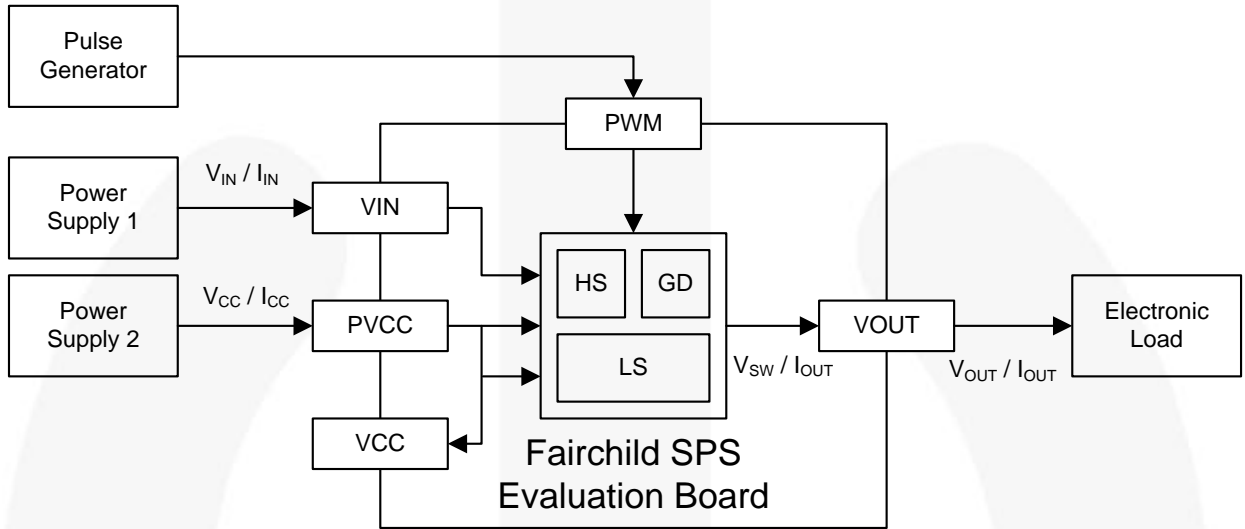 Pulse
Generator
PWM
Power
Supply 1
V_IN / I_IN
VIN
HS
GD
Power
Supply 2
V_CC / I_CC
PVCC
LS
VOUT
Electronic
Load
V_SW / I_OUT
V_OUT / I_OUT
VCC
Fairchild SPS
Evaluation Board